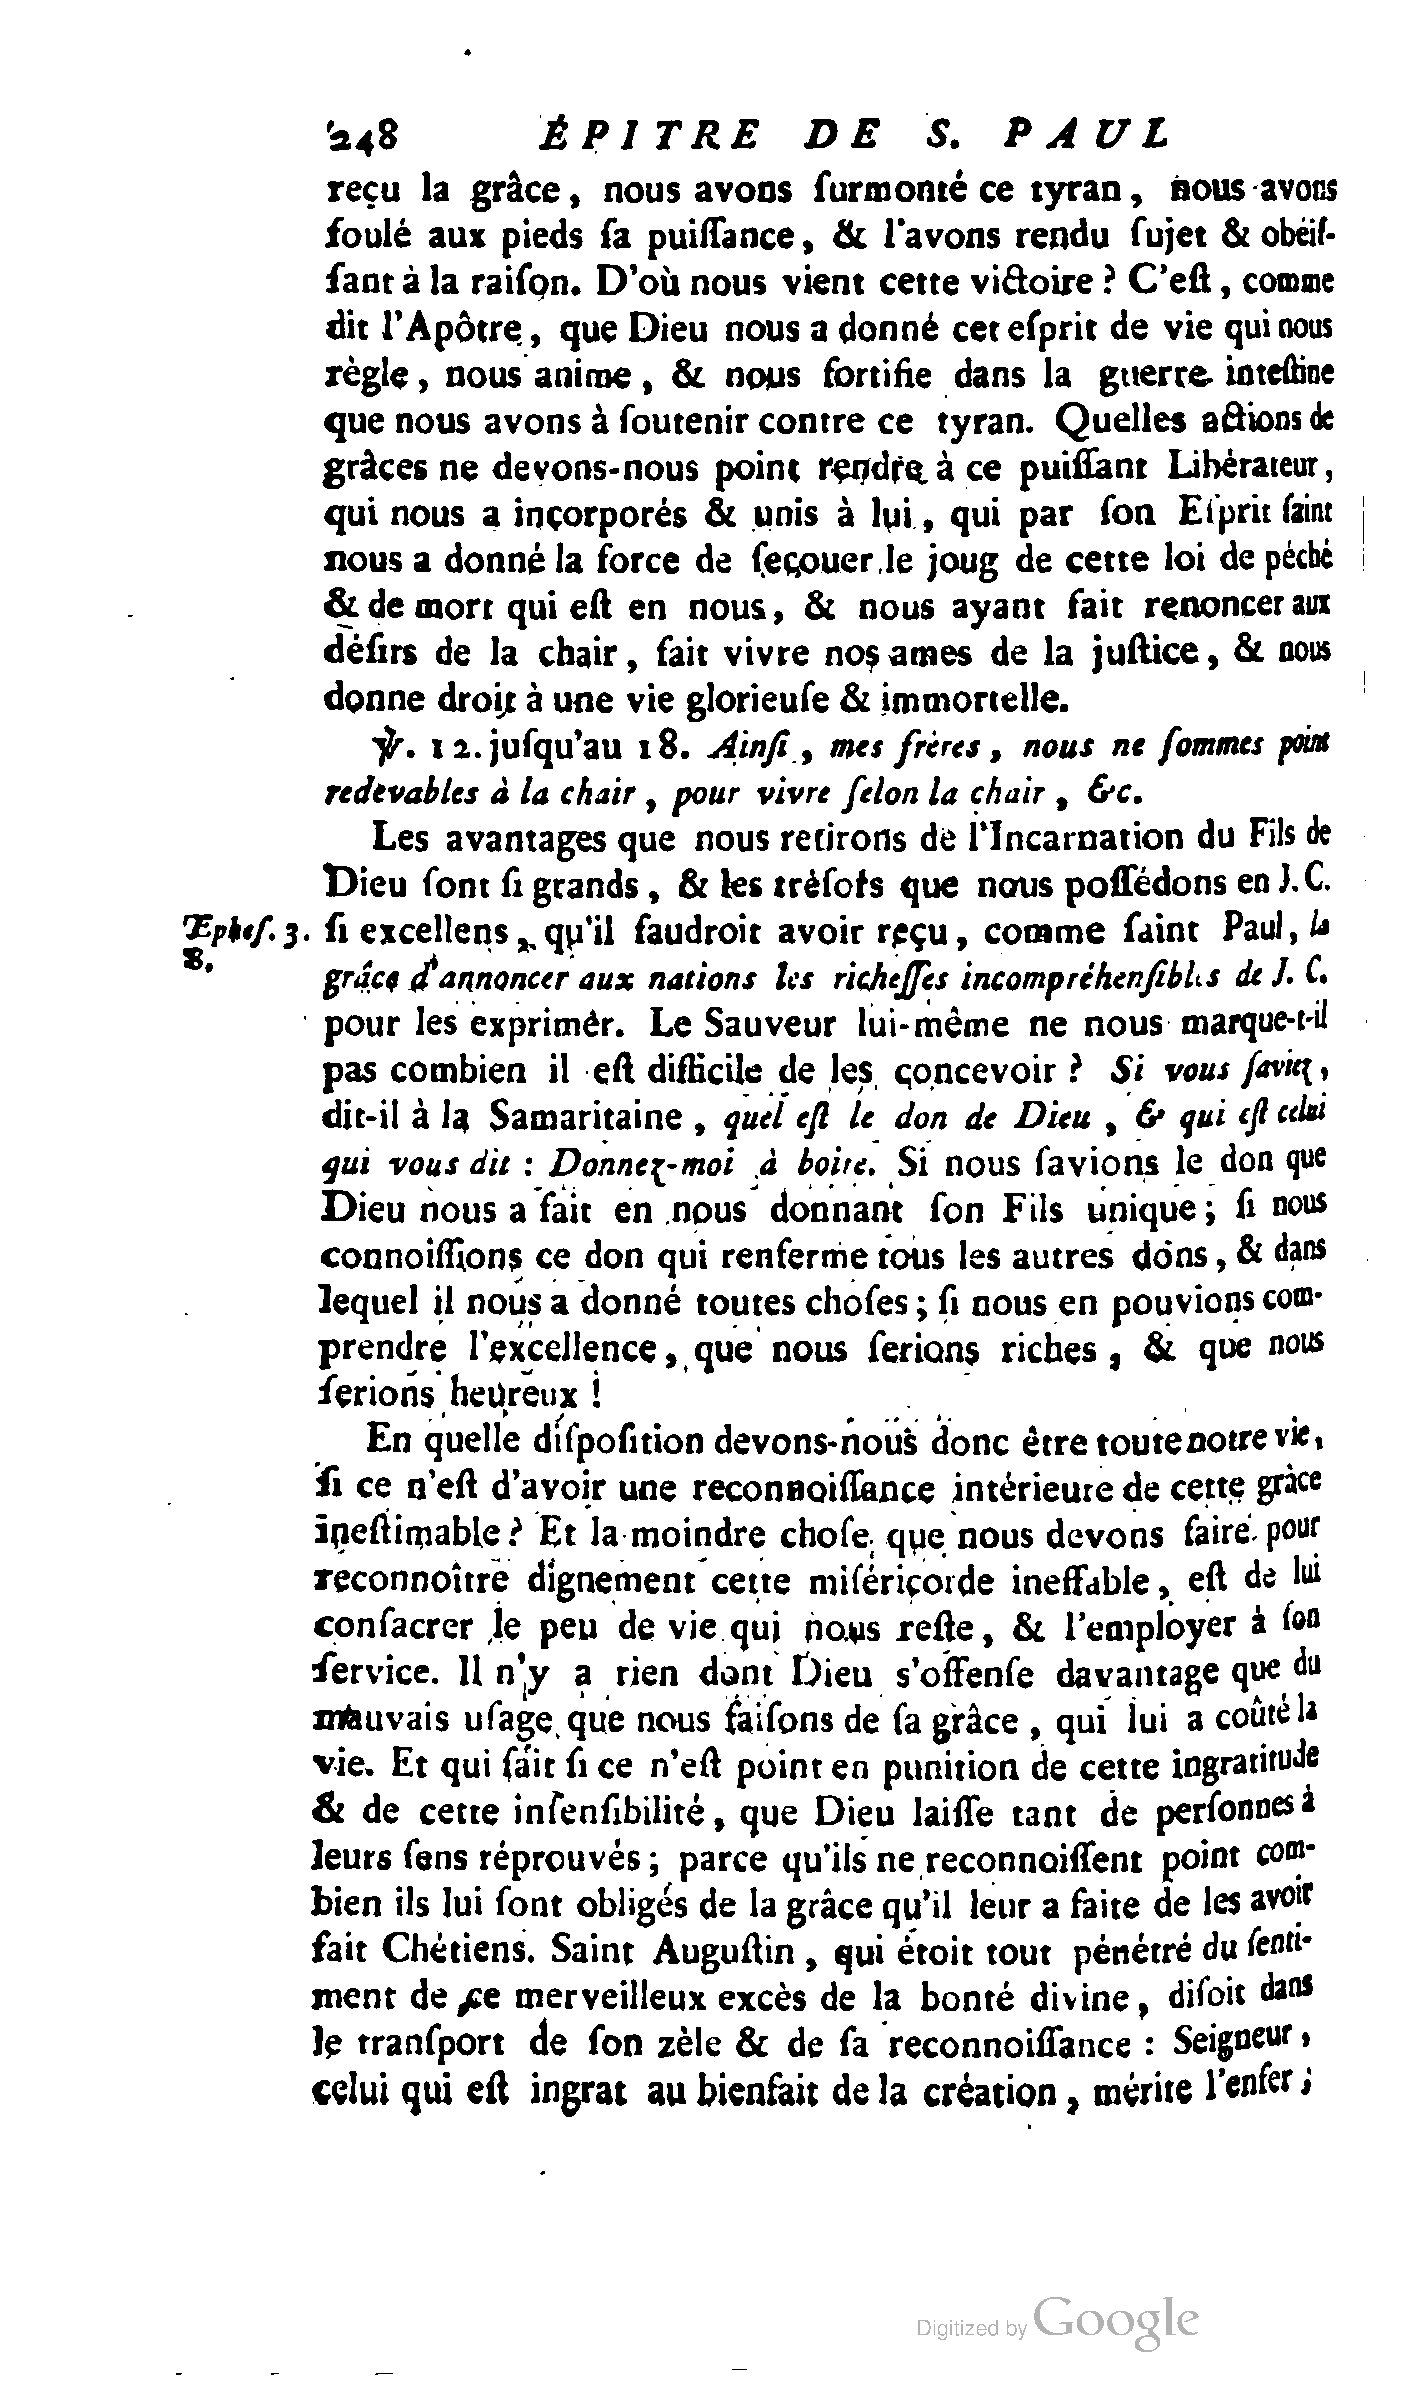 248 ÉPITRE DE S. PAUL
reçu la grâce, nous avons ſurmonté ce tyran, nous avons
foulé aux pieds ſa puiſſance, & l'avons rendu ſujet & obéiſ-
ſant à la raiſon. D'où nous vient cette victoire ? C'eſt, comme
dit l'Apôtre, que Dieu nous a donné cet eſprit de vie qui nous
règle, nous anime, & nous fortifie dans la guerre inteſtine
que nous avons à ſoutenir contre ce tyran. Quelles actions de
grâces ne devons-nous point rendre à ce puiſſant Libérateur,
qui nous a incorporés & unis à lui, qui par ſon Eſprit ſaint
nous a donné la force de ſecouer le joug de cette loi de péché
& de mort qui eſt en nous, & nous ayant fait renoncer aux
déſirs de la chair, fait vivre nos ames de la juſtice, & nous
donne droit à une vie glorieuſe & immortelle.
℣. 12. juſqu'au 18. Ainſi, mes frères, nous ne ſommes point
redevables à la chair, pour vivre ſelon la chair, &c.
Les avantages que nous retirons de l'Incarnation du Fils de
Dieu ſont ſi grands, & les tréſors que nous poſſédons en J. C.
Epheſ. 3. ſi excellens, qu'il faudroit avoir reçu, comme ſaint Paul, la
8. grâce d'annoncer aux nations les richeſſes incompréhenſibles de J. C.
pour les exprimer. Le Sauveur lui-même ne nous marque-t-il
pas combien il eſt difficile de les concevoir ? Si vous ſaviez,
dit-il à la Samaritaine, quel eſt le don de Dieu, & qui eſt celui
qui vous dit : Donnez-moi à boire. Si nous ſavions le don que
Dieu nous a fait en nous donnant ſon Fils unique ; ſi nous
connoiſſions ce don qui renferme tous les autres dons, & dans
lequel il nous a donné toutes choſes ; ſi nous en pouvions com-
prendre l'excellence, que nous ſerions riches, & que nous
ſerions heureux !
En quelle diſpoſition devons-nous donc être toute notre vie,
ſi ce n'eſt d'avoir une reconnoiſſance intérieure de cette grâce
ineſtimable ? Et la moindre choſe que nous devons faire pour
reconnoître dignement cette miſéricorde ineffable, eſt de lui
conſacrer le peu de vie qui nous reſte, & l'employer à ſon
ſervice. Il n'y a rien dont Dieu s'offenſe davantage que du
mauvais uſage que nous faiſons de ſa grâce, qui lui a coûté la
vie. Et qui ſait ſi ce n'eſt point en punition de cette ingratitude
& de cette inſenſibilité, que Dieu laiſſe tant de perſonnes à
leurs ſens réprouvés ; parce qu'ils ne reconnoiſſent point com-
bien ils lui ſont obligés de la grâce qu'il leur a faite de les avoir
fait Chétiens. Saint Auguſtin, qui étoit tout pénétré du ſenti-
ment de ce merveilleux excès de la bonté divine, diſoit dans
le tranſport de ſon zèle & de ſa reconnoiſſance : Seigneur,
celui qui eſt ingrat au bienfait de la création, mérite l'enfer ;
Digitized by Google